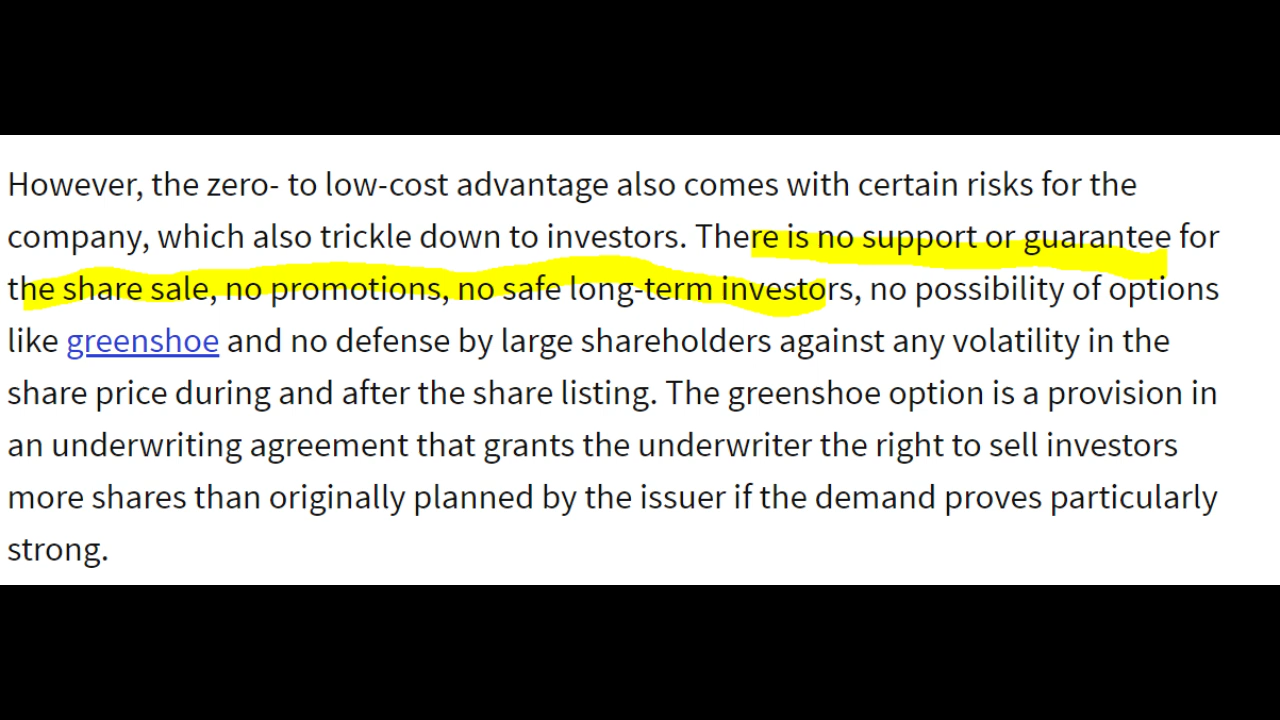 However, the zero- to low-cost advantage also comes with certain risks for the
company, which also trickle down to investors. There is no support or guarantee for
the share sale, no promotions, no safe long-term investors, no possibility of options
like greenshoe and no defense by large shareholders against any volatility in the
share price during and after the share listing. The greenshoe option is a provision in
an underwriting agreement that grants the underwriter the right to sell investors
more shares than originally planned by the issuer if the demand proves particularly
strong.